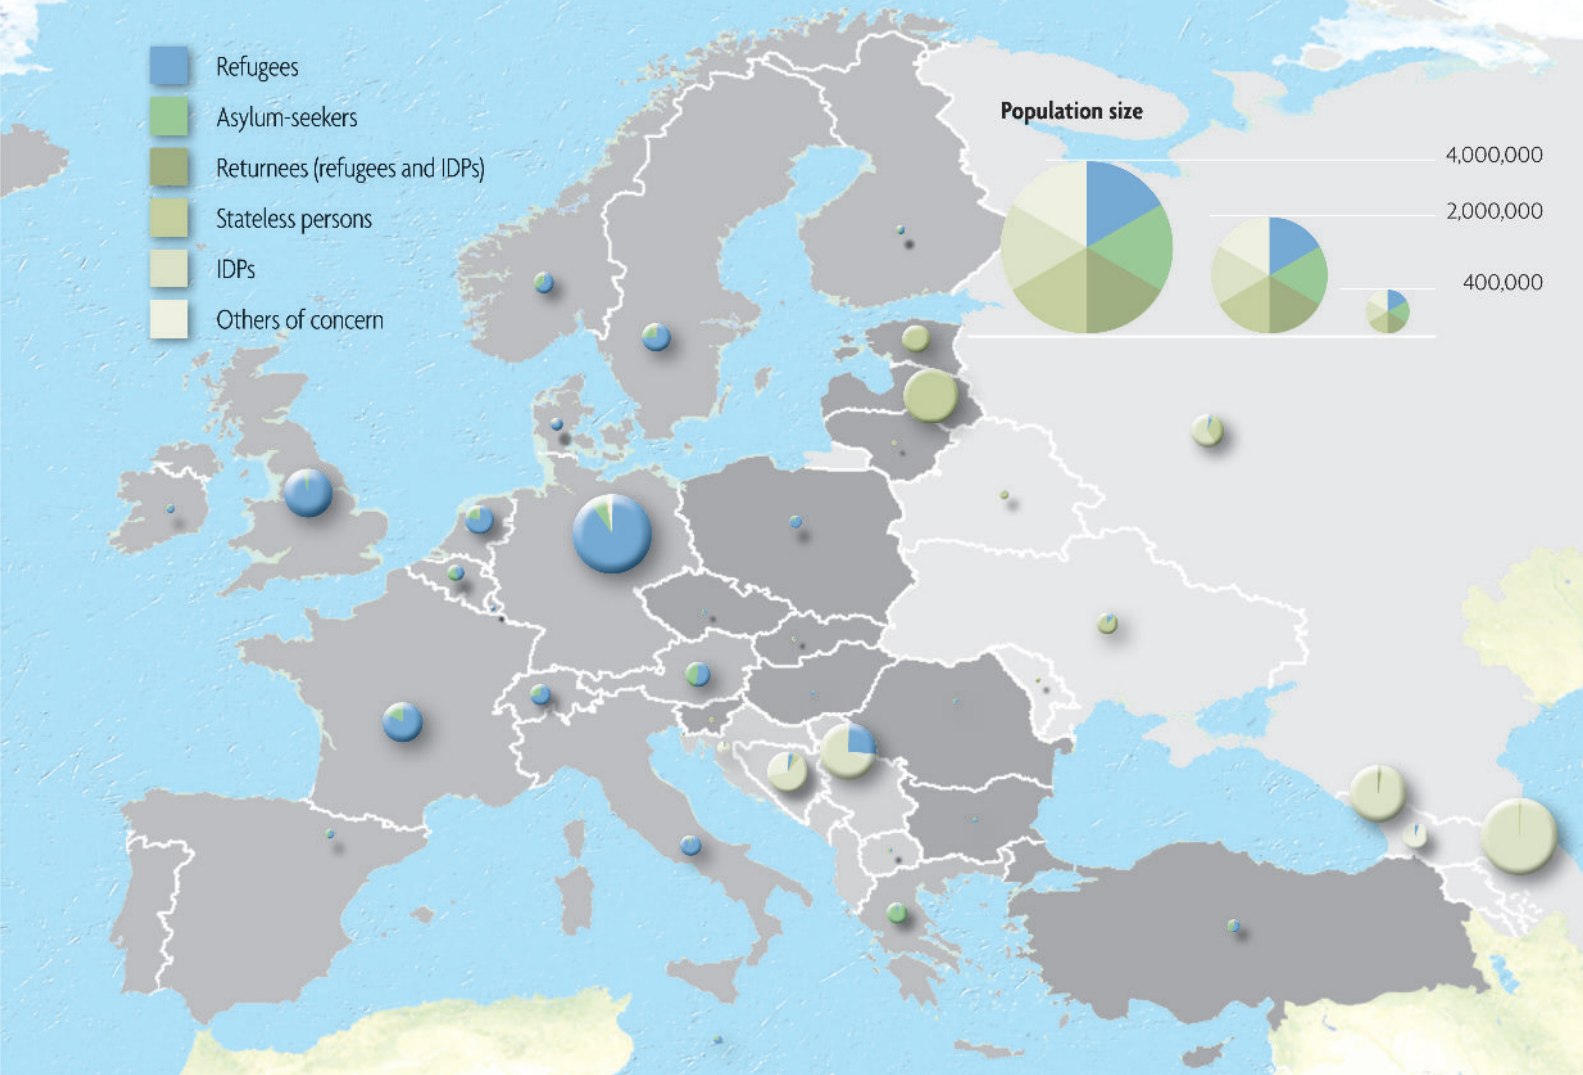 Refugees
Asylum-seekers
Returnees (refugees and IDPs)
Stateless persons
IDPs
Others of concern
Population size
4,000,000
2,000,000
400,000